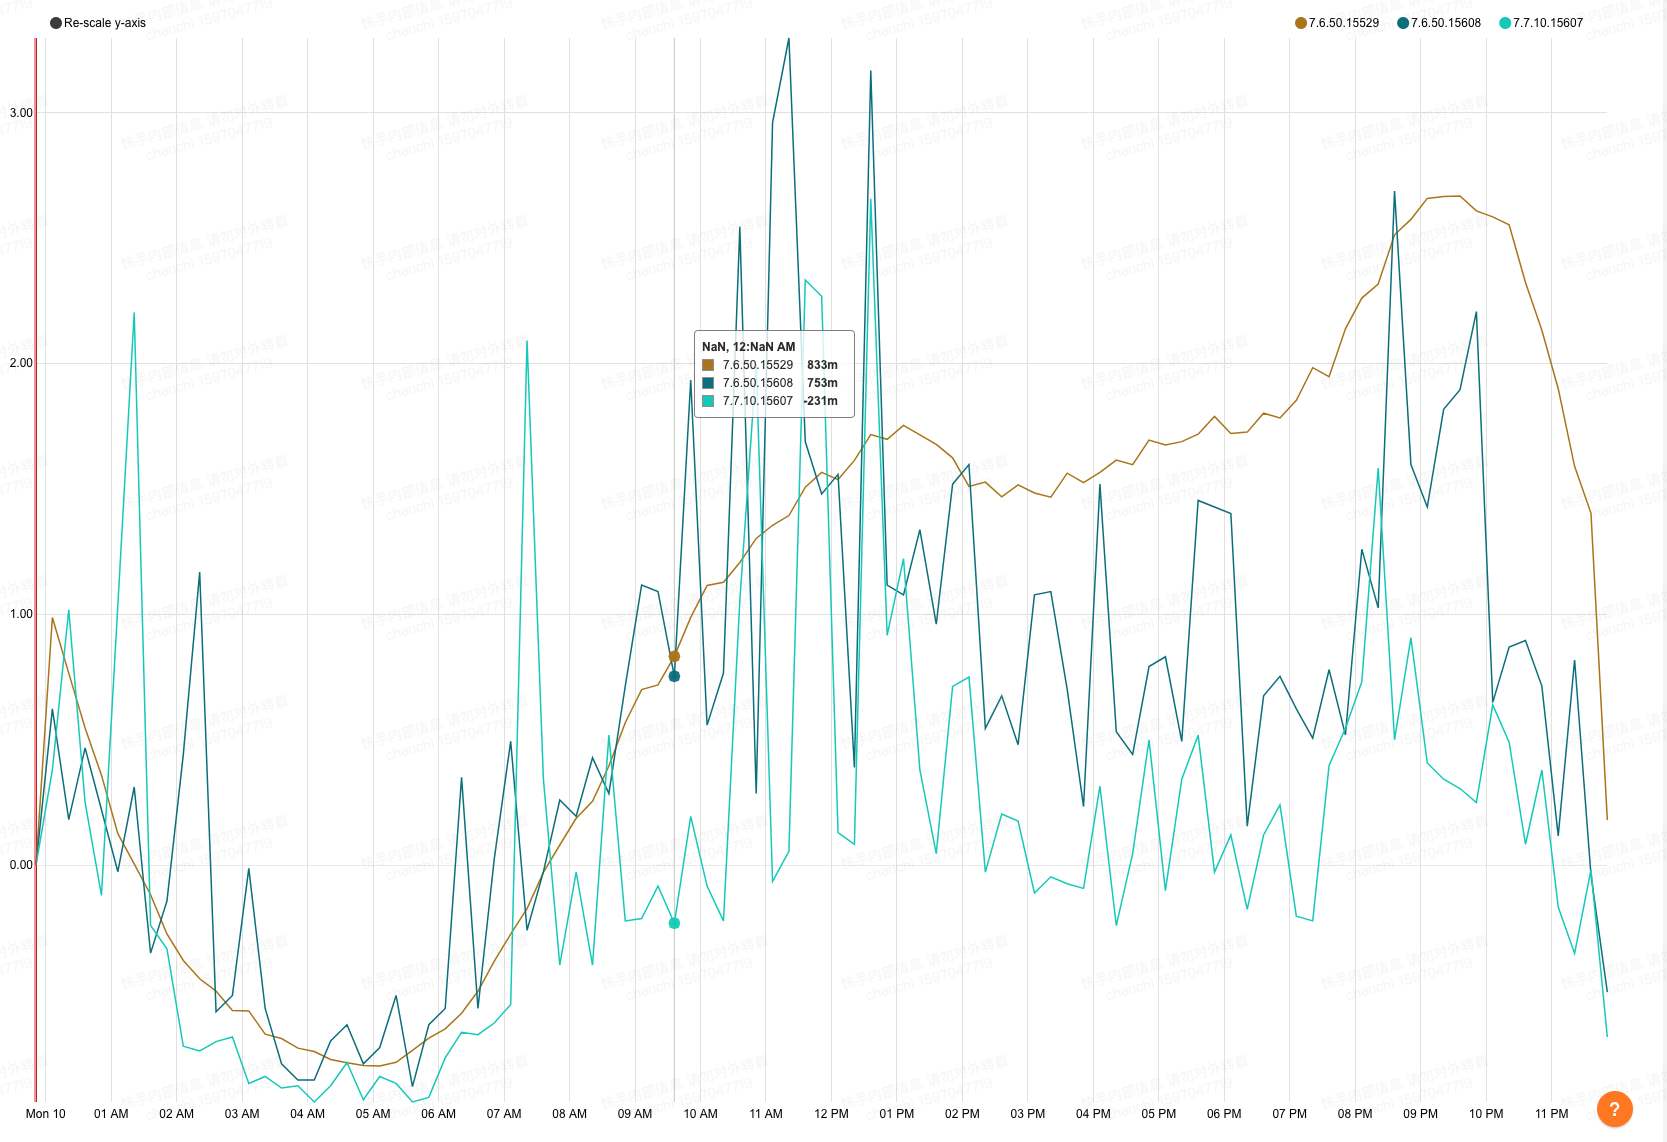 Re-scale y-axis
7.6.50.15529 7.6.50.15608 7.7.10.15607
3.00
2.00
1.00
0.00
NaN, 12:NaN AM
7.6.50.15529 833m
7.6.50.15608 753m
7.7.10.15607 -231m
Mon 10 01 AM 02 AM 03 AM 04 AM 05 AM 06 AM 07 AM 08 AM 09 AM 10 AM 11 AM 12 PM 01 PM 02 PM 03 PM 04 PM 05 PM 06 PM 07 PM 08 PM 09 PM 10 PM 11 PM
?
快手内部信息 请勿对外转载
chenchi 1597047719